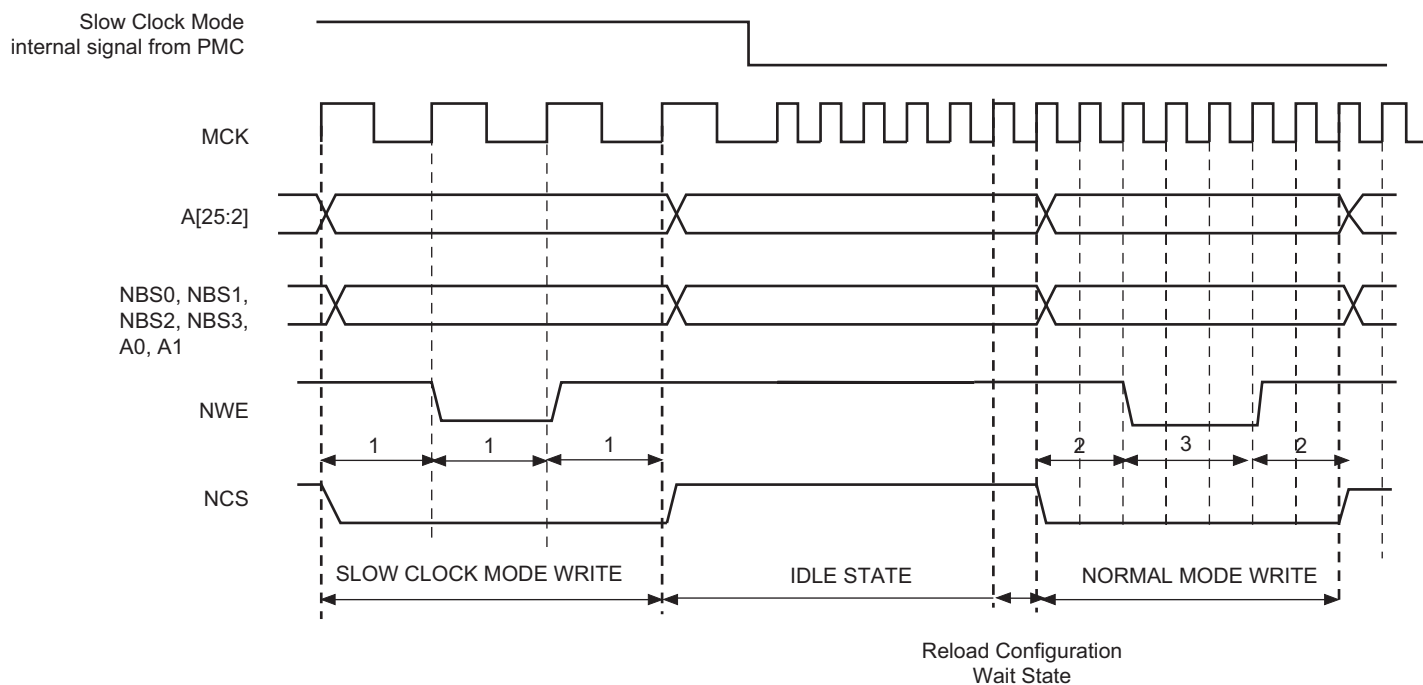 Slow Clock Mode
internal signal from PMC
MCK
A[25:2]
NBS0, NBS1,
NBS2, NBS3,
A0, A1
NWE
1 1 1 2 3 2
NCS
SLOW CLOCK MODE WRITE IDLE STATE NORMAL MODE WRITE
Reload Configuration
Wait State